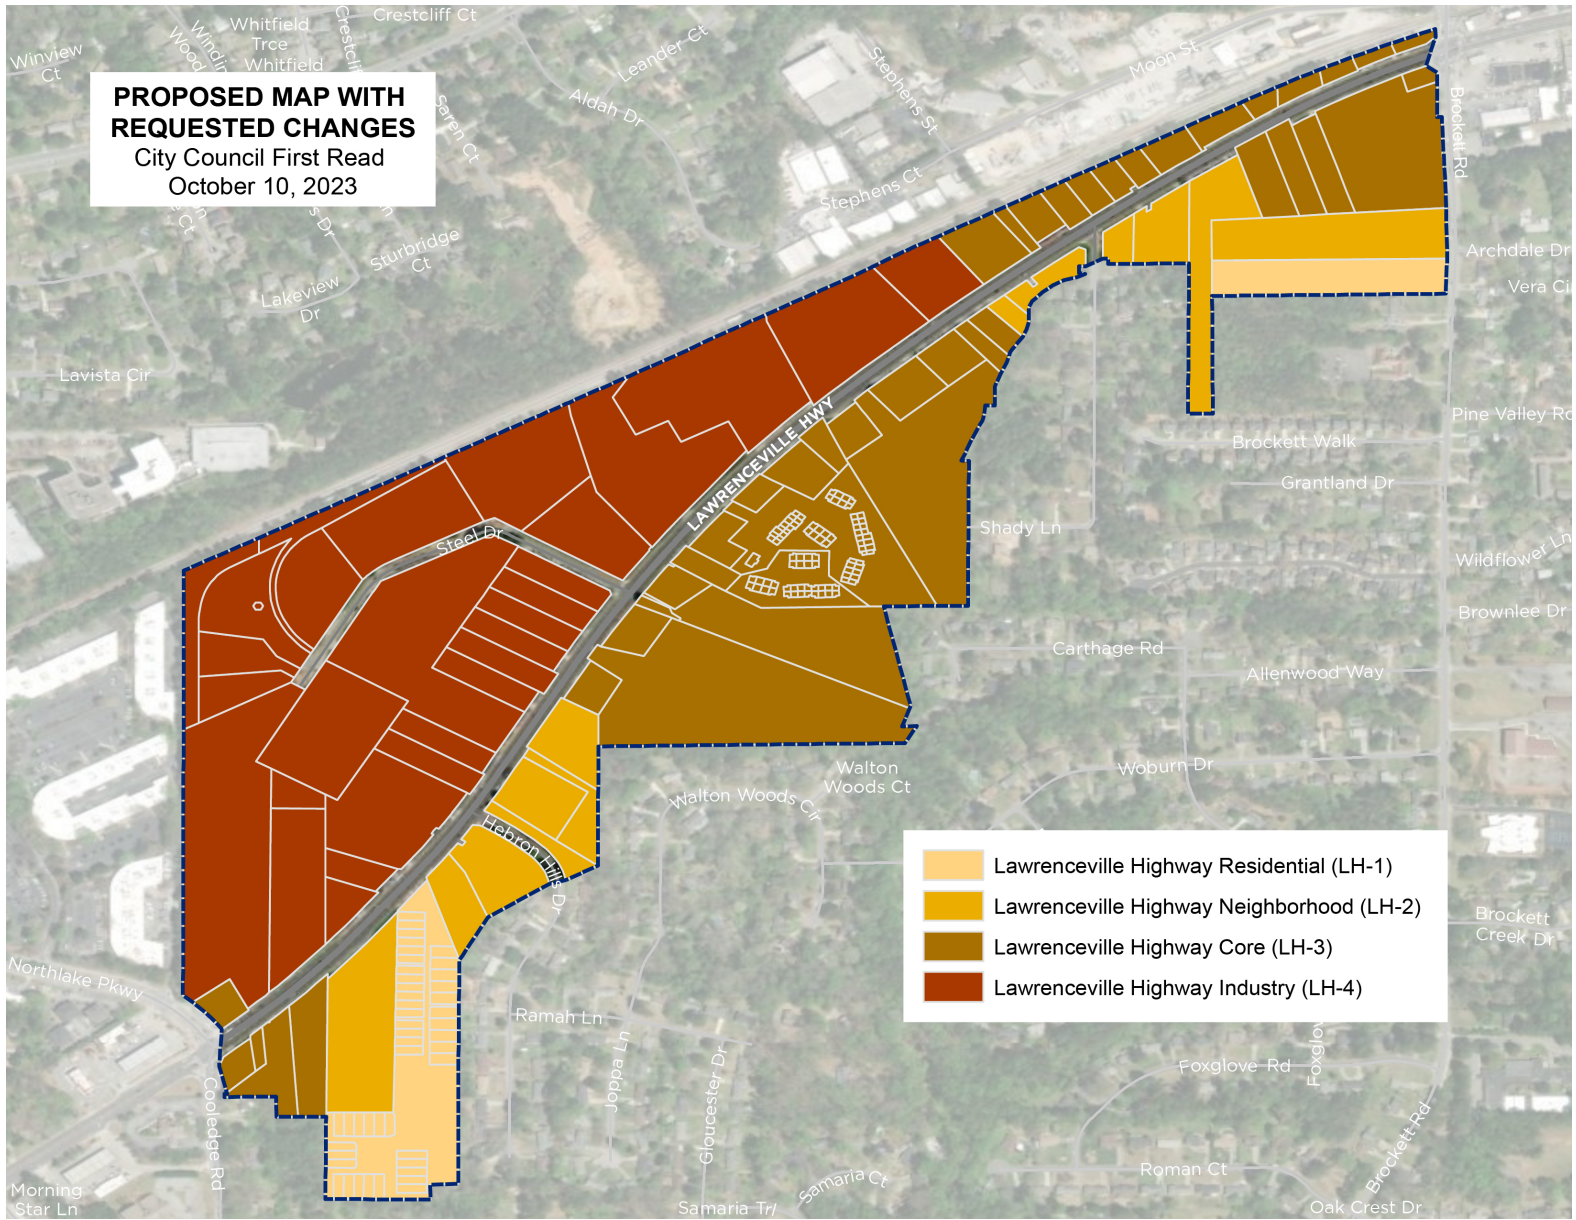 Winview
Ct
Whitfield
Trce
Whitfield
Crestcliff Ct
Leander Ct
Aldah Dr
Saren Ct
Stephens St
Moon St
Stephens Ct
PROPOSED MAP WITH
REQUESTED CHANGES
City Council First Read
October 10, 2023
Sturbridge
Ct
Lakeview
Dr
Lavista Cir
Brockett Rd
Archdale Dr
Pine Valley
Brockett Walk
Grantland Dr
Shady Ln
Wildflower Ln
Brownlee Dr
Carthage Rd
Allenwood Way
Woburn Dr
LAWRENCEVILLE HWY
Steel Dr
Walton
Woods Ct
Walton Woods Cir
Hebron Hills Dr
Lawrenceville Highway Residential (LH-1)
Lawrenceville Highway Neighborhood (LH-2)
Lawrenceville Highway Core (LH-3)
Lawrenceville Highway Industry (LH-4)
Brockett
Creek Dr
Northlake Pkwy
Ramah Ln
Joppa Ln
Gloucester Dr
Foxglove Rd
Cooledge Rd
Roman Ct
Brockett Rd
Samaria Ct
Morning
Star Ln
Samaria Trl
Oak Crest Dr